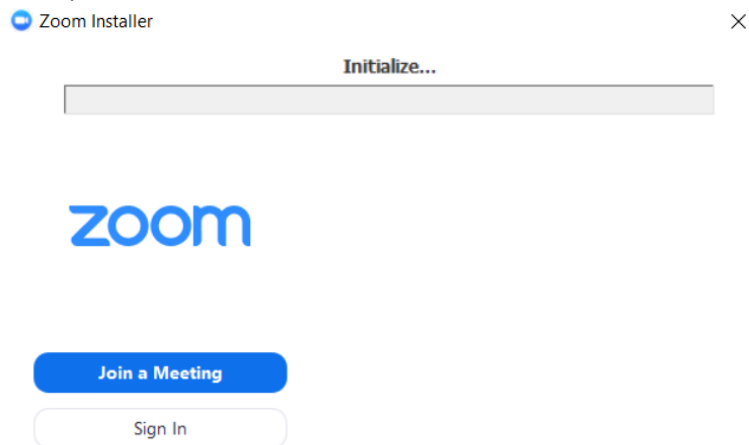 Zoom Installer
Initialize...
zoom
Join a Meeting
Sign In